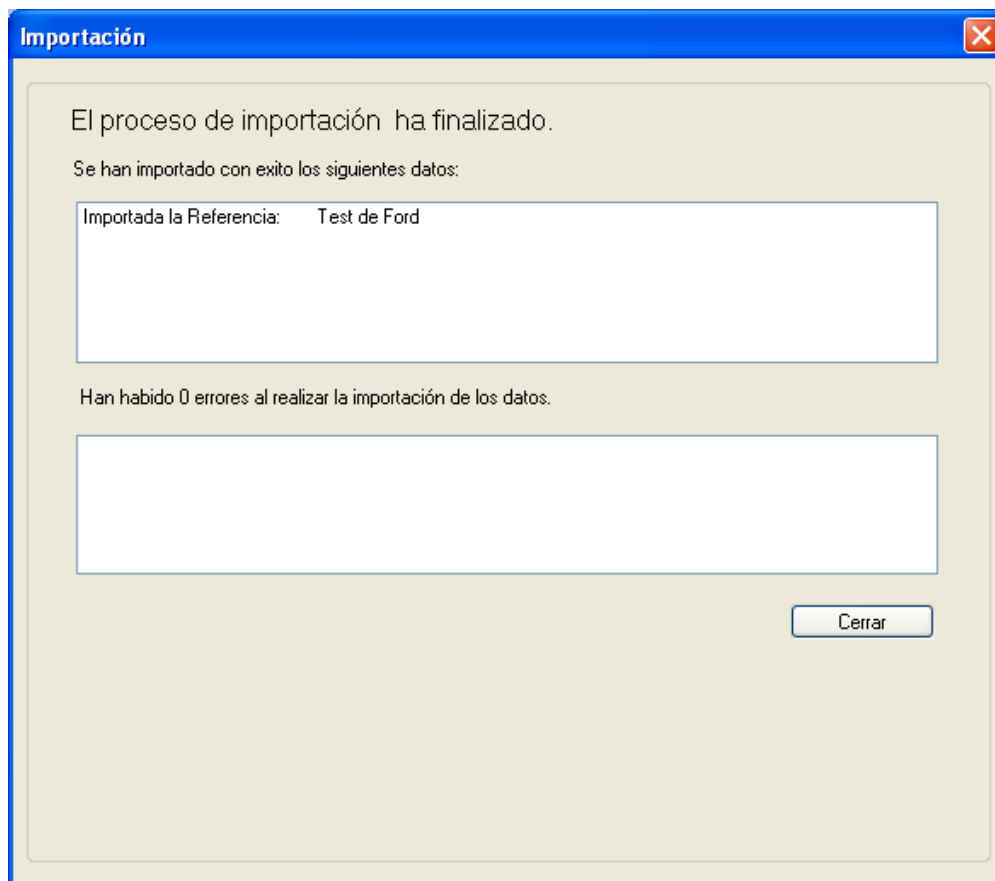 Importación
El proceso de importación  ha finalizado.
Se han importado con exito los siguientes datos:
Importada la Referencia:    Test de Ford
Han habido 0 errores al realizar la importación de los datos.
Cerrar